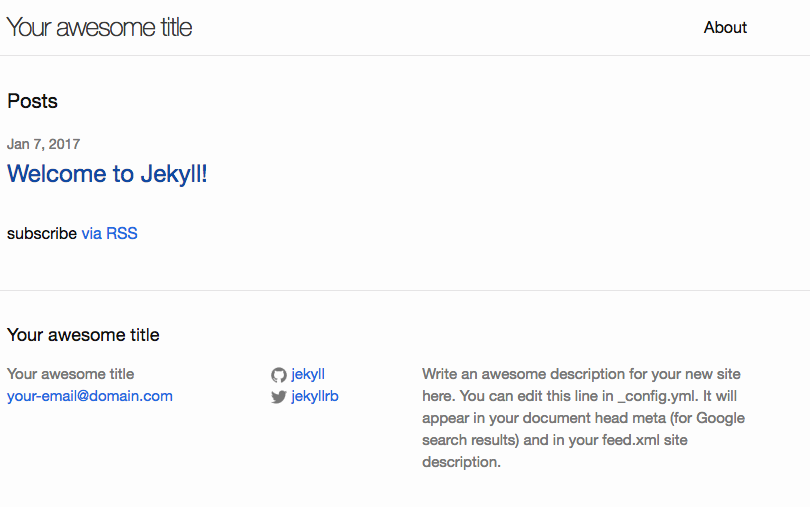 Your awesome title
About
Posts
Jan 7, 2017
Welcome to Jekyll!
subscribe via RSS
Your awesome title
Your awesome title
your-email@domain.com
jekyll
jekyllrb
Write an awesome description for your new site
here. You can edit this line in _config.yml. It will
appear in your document head meta (for Google
search results) and in your feed.xml site
description.